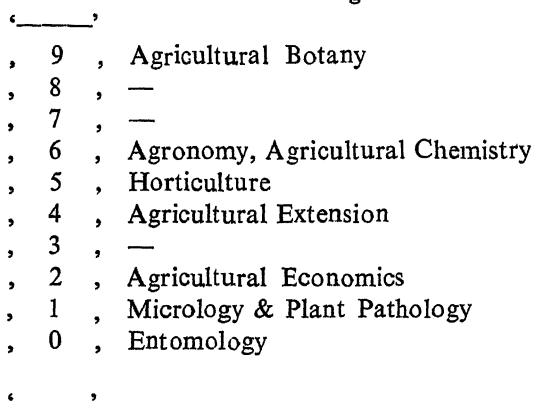 ‘______’
, 9 , Agricultural Botany
, 8 , —
, 7 , —
, 6 , Agronomy, Agricultural Chemistry
, 5 , Horticulture
, 4 , Agricultural Extension
, 3 , —
, 2 , Agricultural Economics
, 1 , Micrology & Plant Pathology
, 0 , Entomology
‘ ’